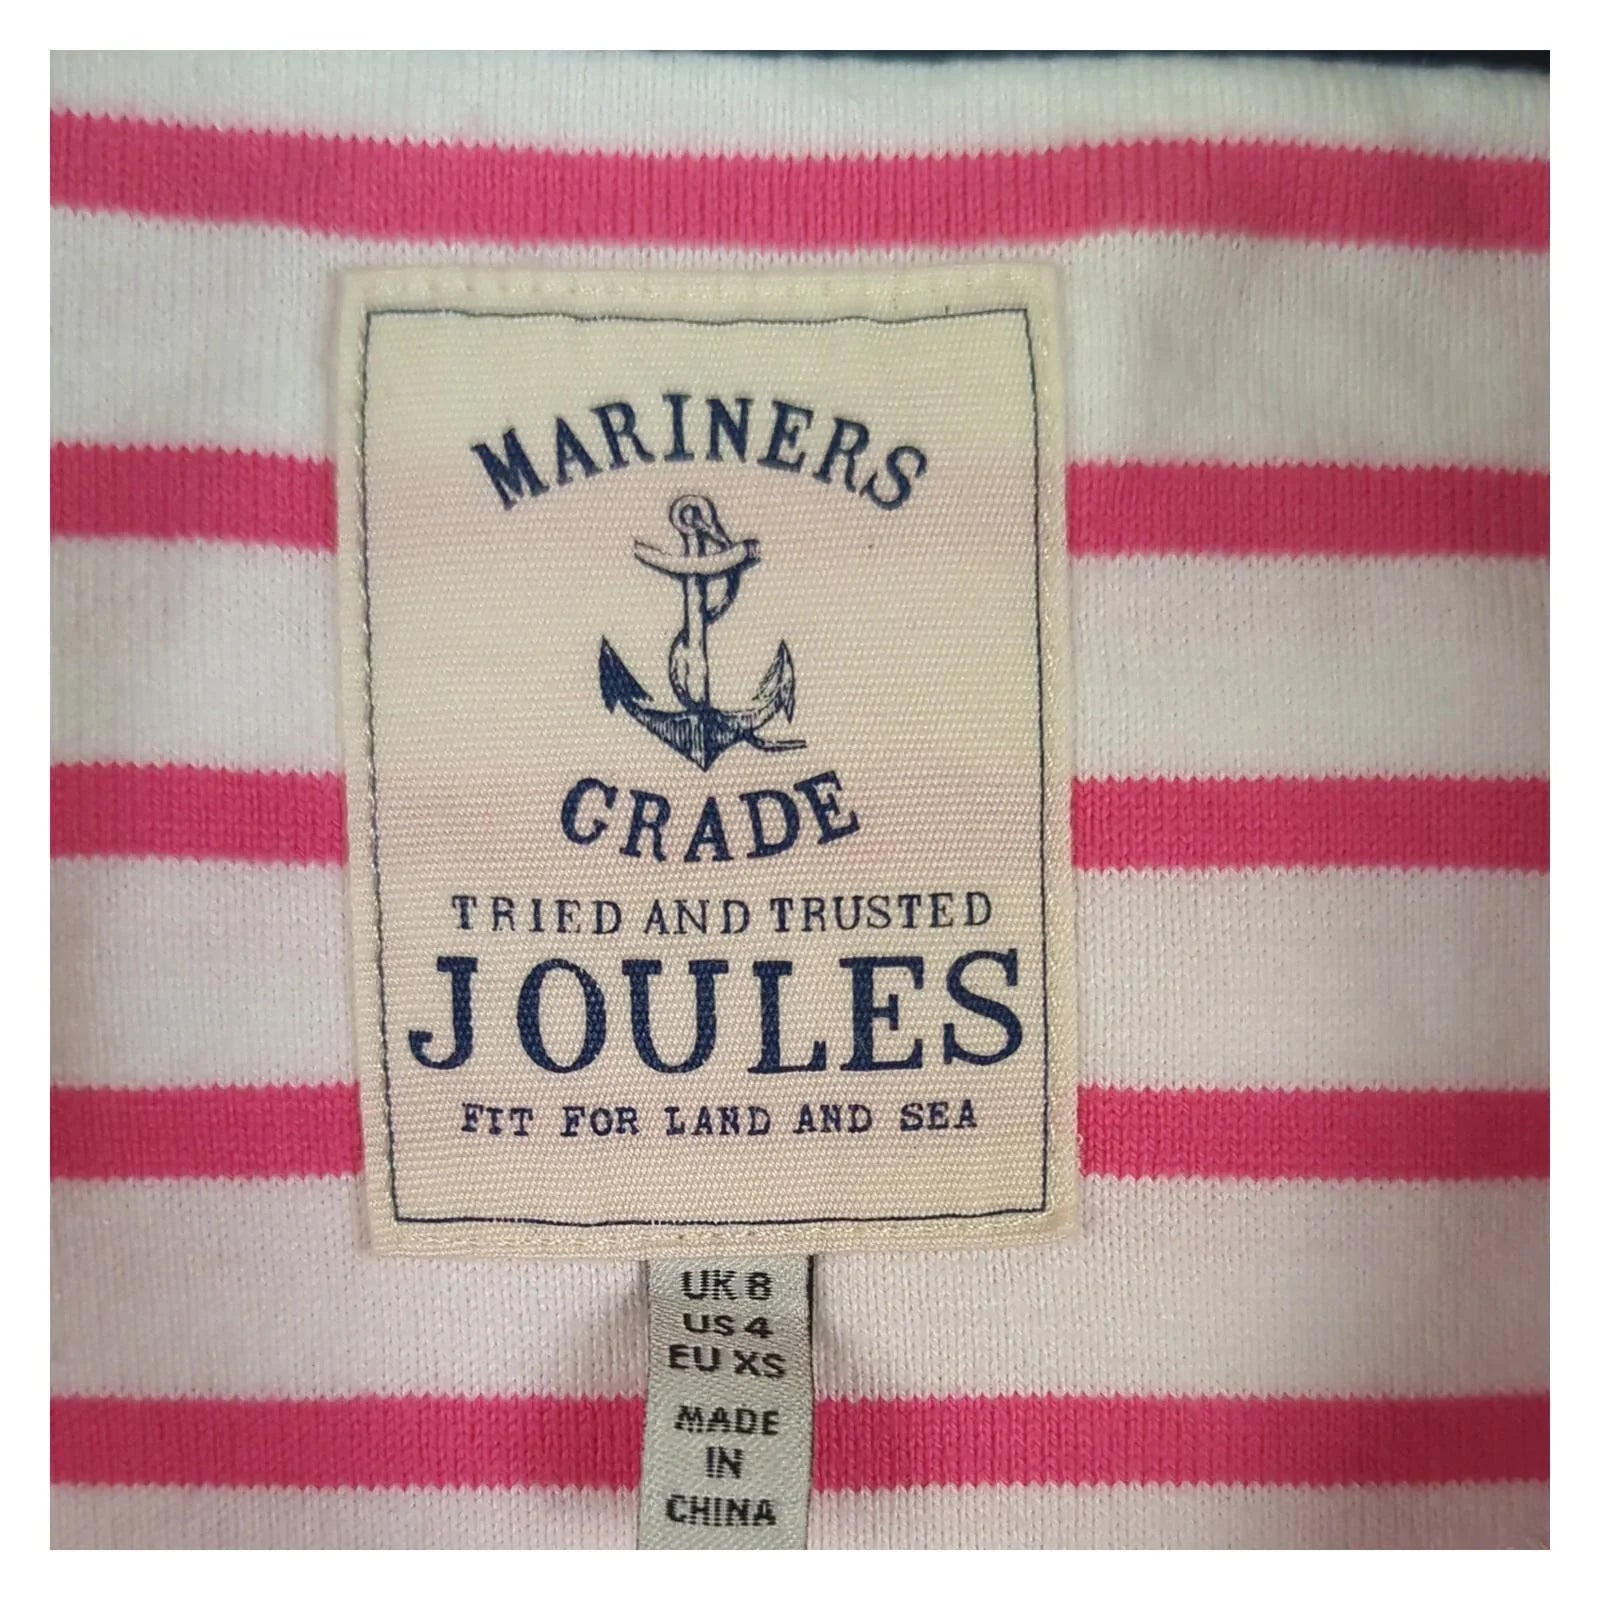 MARINERS
GRADE
TRIED AND TRUSTED
JOULES
FIT FOR LAND AND SEA
UK 8
US 4
EU XS
MADE
IN
CHINA